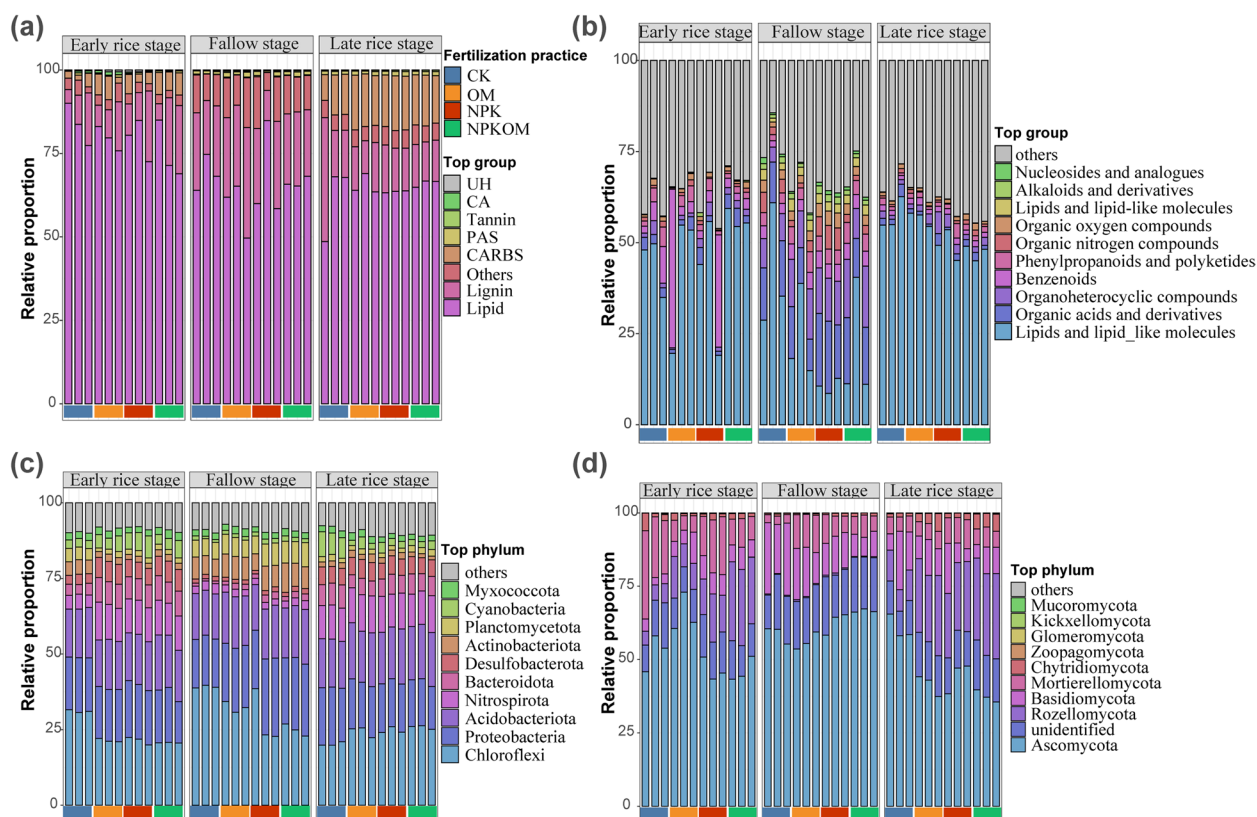 (a)
Early rice stage
Fallow stage
Late rice stage
Relative proportion
100
75
50
25
0
Fertilization practice
CK
OM
NPK
NPKOM
Top group
UH
CA
Tannin
PAS
CARBS
Others
Lignin
Lipid
(b)
Early rice stage
Fallow stage
Late rice stage
Relative proportion
100
75
50
25
0
Top group
others
Nucleosides and analogues
Alkaloids and derivatives
Lipids and lipid-like molecules
Organic oxygen compounds
Organic nitrogen compounds
Phenylpropanoids and polyketides
Benzenoids
Organoheterocyclic compounds
Organic acids and derivatives
Lipids and lipid_like molecules
(c)
Early rice stage
Fallow stage
Late rice stage
Relative proportion
100
75
50
25
0
Top phylum
others
Myxococcota
Cyanobacteria
Planctomycetota
Actinobacteriota
Desulfobacterota
Bacteroidota
Nitrospirota
Acidobacteriota
Proteobacteria
Chloroflexi
(d)
Early rice stage
Fallow stage
Late rice stage
Relative proportion
100
75
50
25
0
Top phylum
others
Mucoromycota
Kickxellomycota
Glomeromycota
Zoopagomycota
Chytridiomycota
Mortierellomycota
Basidiomycota
Rozellomycota
unidentified
Ascomycota